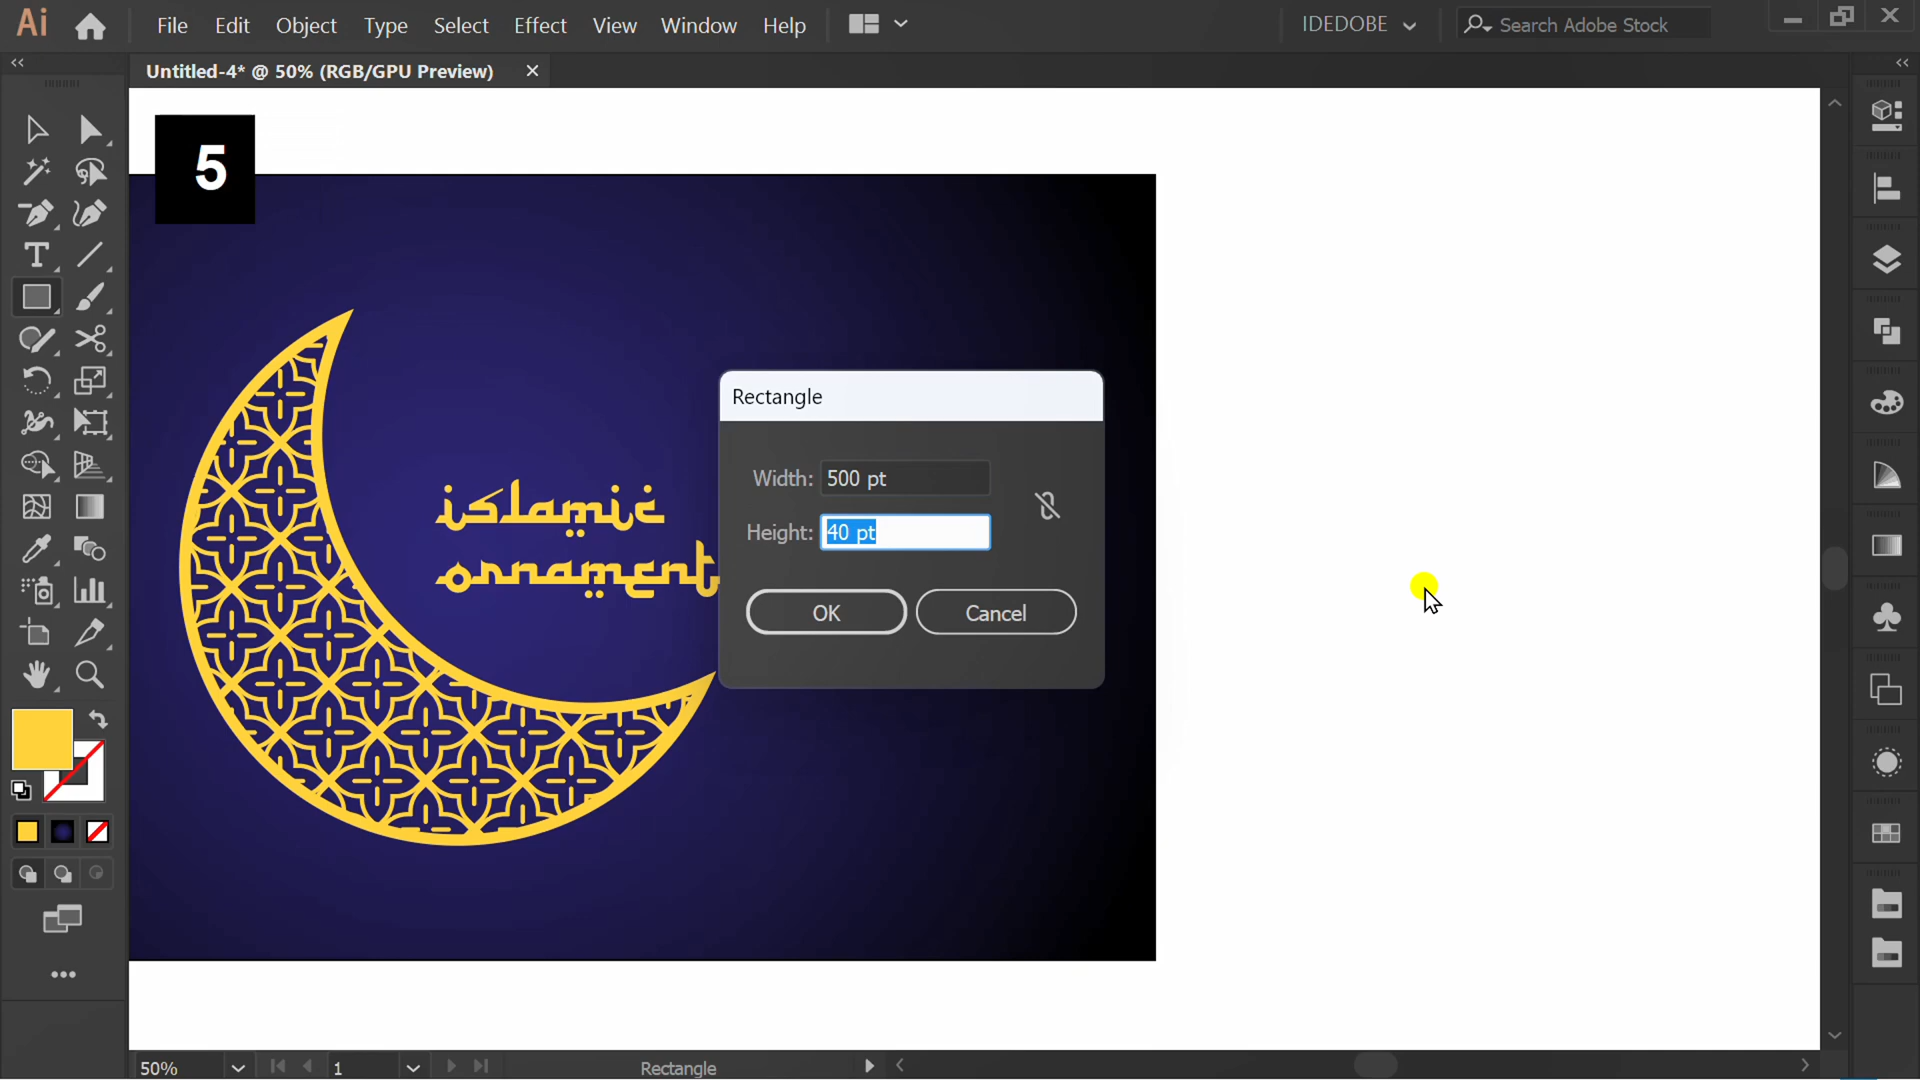 Ai
File Edit Object Type Select Effect View Window Help
IDEDOBE
Search Adobe Stock
Untitled-4* @ 50% (RGB/GPU Preview)
5
islamic
ornament
Rectangle
Width: 500 pt
Height: 40 pt
OK
Cancel
50%
1
Rectangle